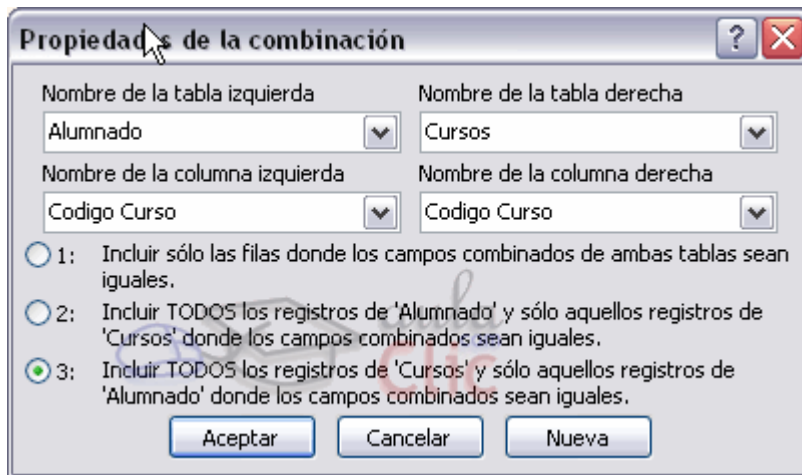 Propiedades de la combinación
Nombre de la tabla izquierda
Nombre de la tabla derecha
Alumnado
Cursos
Nombre de la columna izquierda
Nombre de la columna derecha
Codigo Curso
Codigo Curso
1: Incluir sólo las filas donde los campos combinados de ambas tablas sean
iguales.
2: Incluir TODOS los registros de 'Alumnado' y sólo aquellos registros de
'Cursos' donde los campos combinados sean iguales.
3: Incluir TODOS los registros de 'Cursos' y sólo aquellos registros de
'Alumnado' donde los campos combinados sean iguales.
aula
Clic
Aceptar
Cancelar
Nueva